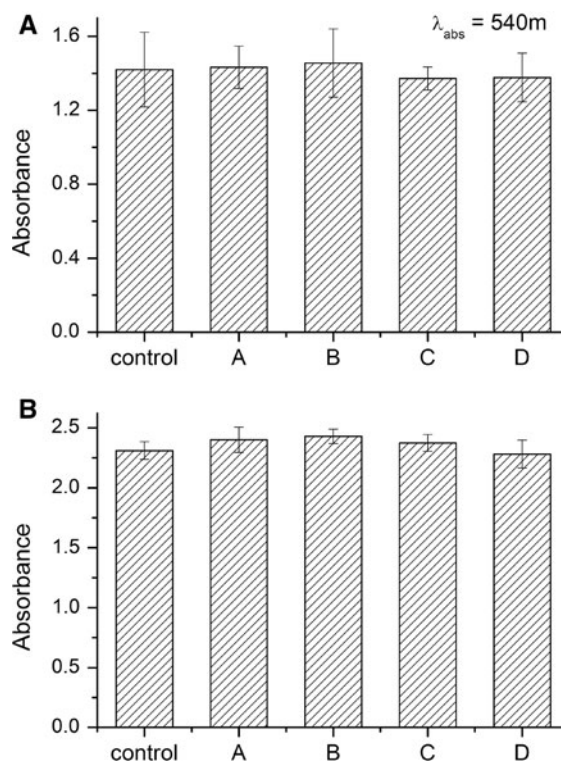 A
λabs = 540m
Absorbance
1.6
1.2
0.8
0.4
0.0
control A B C D
B
Absorbance
2.5
2.0
1.5
1.0
0.5
0.0
control A B C D